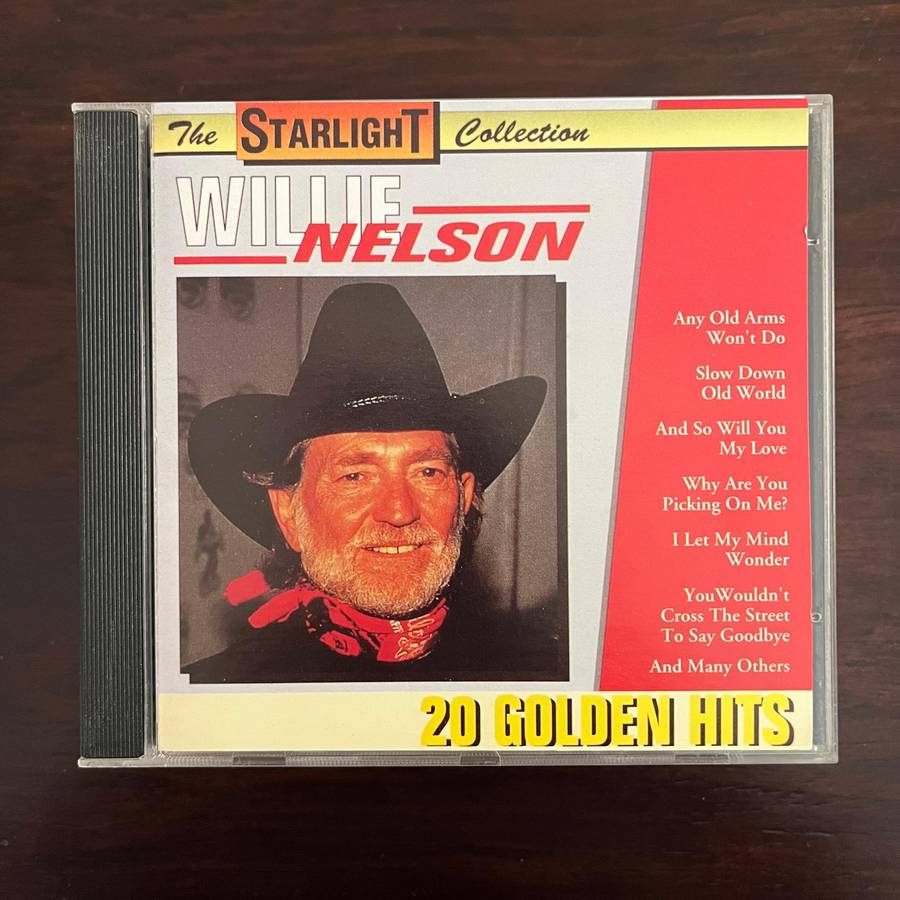 The STARLIGHT Collection
WILLIE
NELSON
Any Old Arms
Won't Do
Slow Down
Old World
And So Will You
My Love
Why Are You
Picking On Me?
I Let My Mind
Wonder
YouWouldn't
Cross The Street
To Say Goodbye
And Many Others
20 GOLDEN HITS